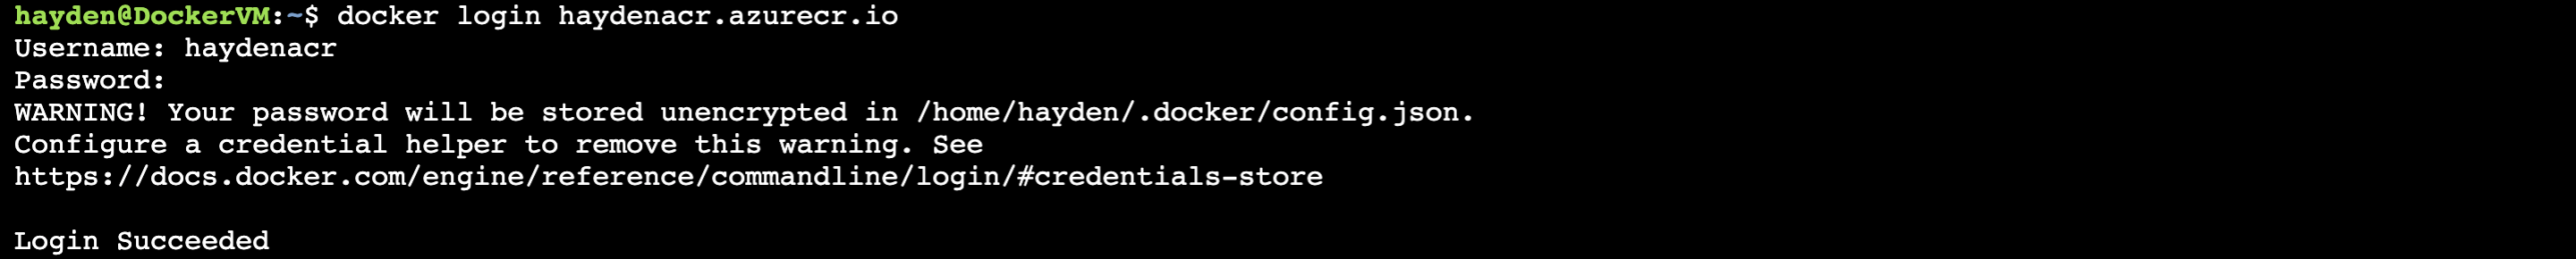 hayden@DockerVM:~$ docker login haydenacr.azurecr.io
Username: haydenacr
Password:
WARNING! Your password will be stored unencrypted in /home/hayden/.docker/config.json.
Configure a credential helper to remove this warning. See
https://docs.docker.com/engine/reference/commandline/login/#credentials-store
Login Succeeded